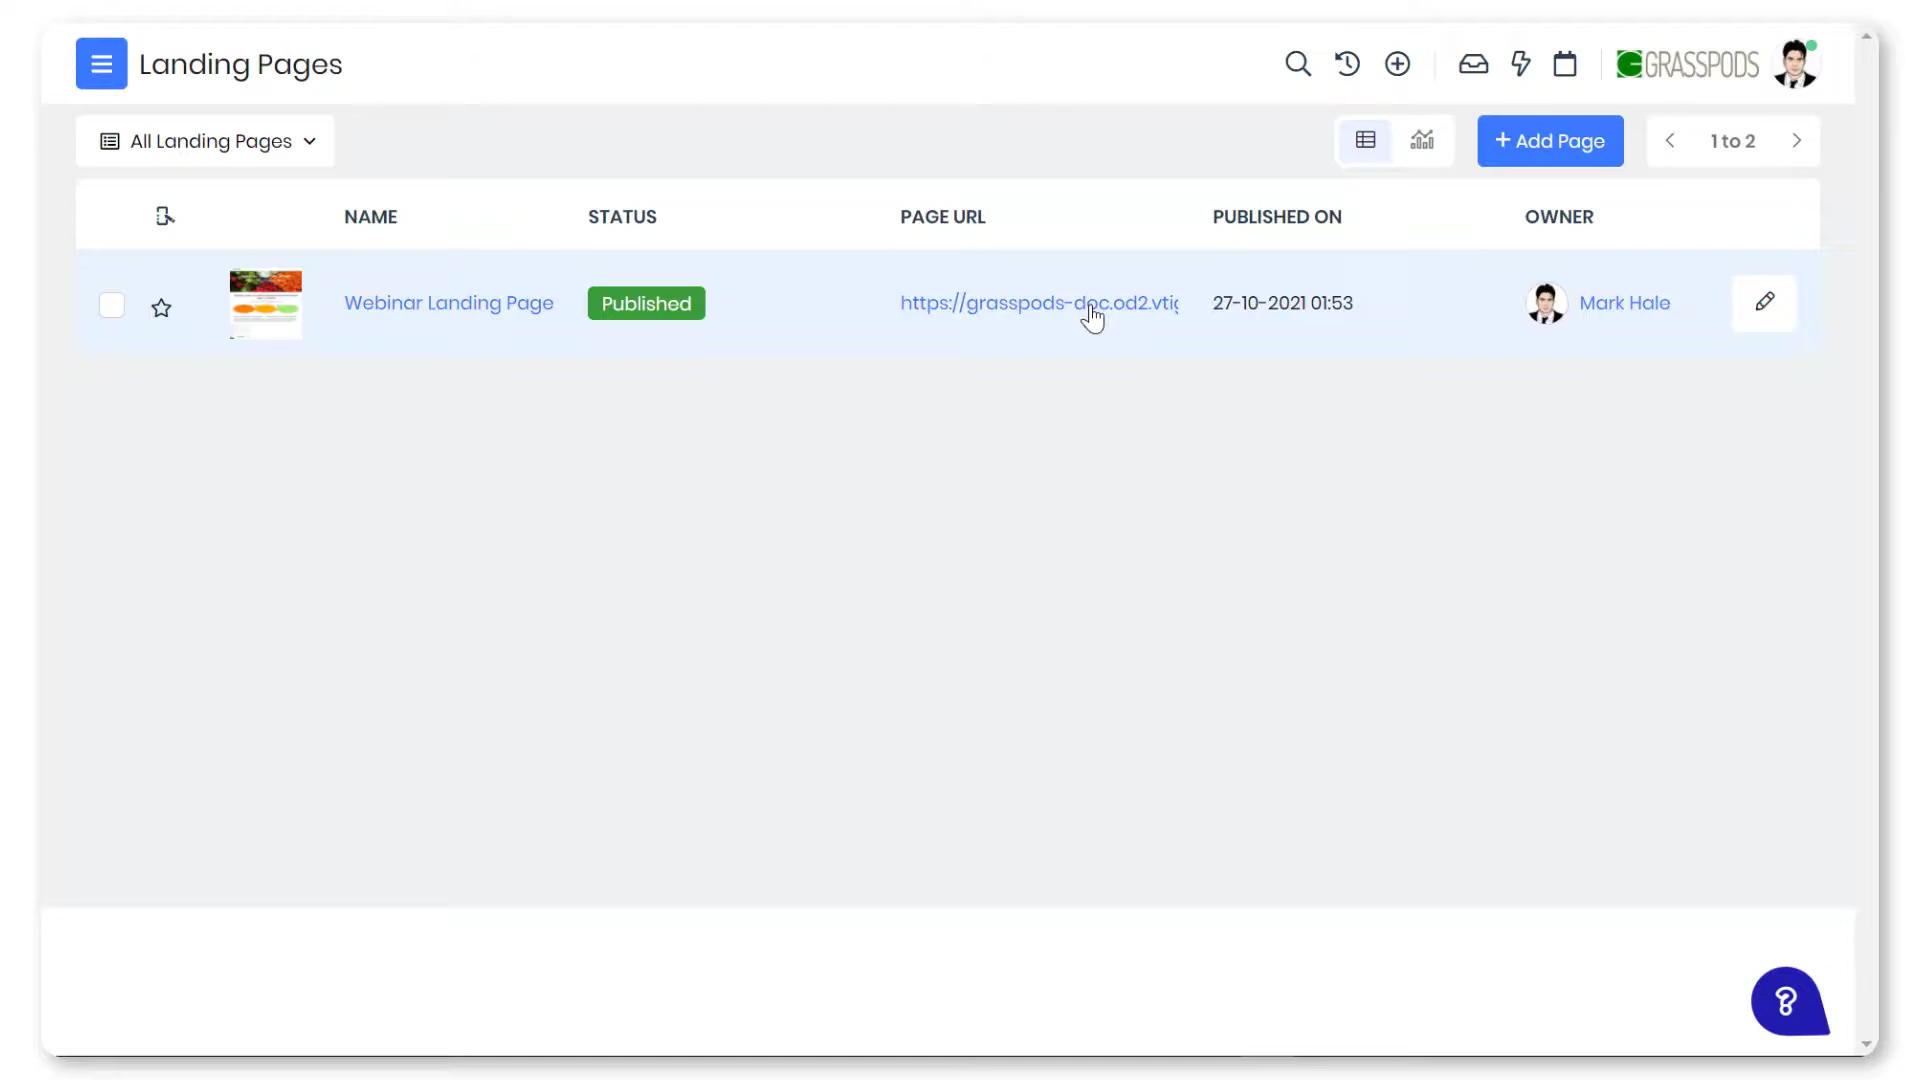 Landing Pages
GRASSPODS
All Landing Pages
+ Add Page
1 to 2
NAME STATUS PAGE URL PUBLISHED ON OWNER
Webinar Landing Page Published https://grasspods-doc.od2.vtig 27-10-2021 01:53 Mark Hale
?